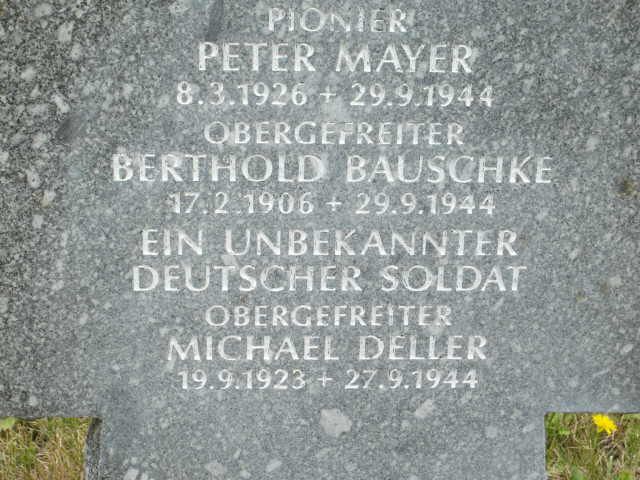 PIONIER
PETER MAYER
8.3.1926 + 29.9.1944
OBERGEFREITER
BERTHOLD BAUSCHKE
17.2.1906 + 29.9.1944
EIN UNBEKANNTER
DEUTSCHER SOLDAT
OBERGEFREITER
MICHAEL DELLER
19.9.1923 + 27.9.1944